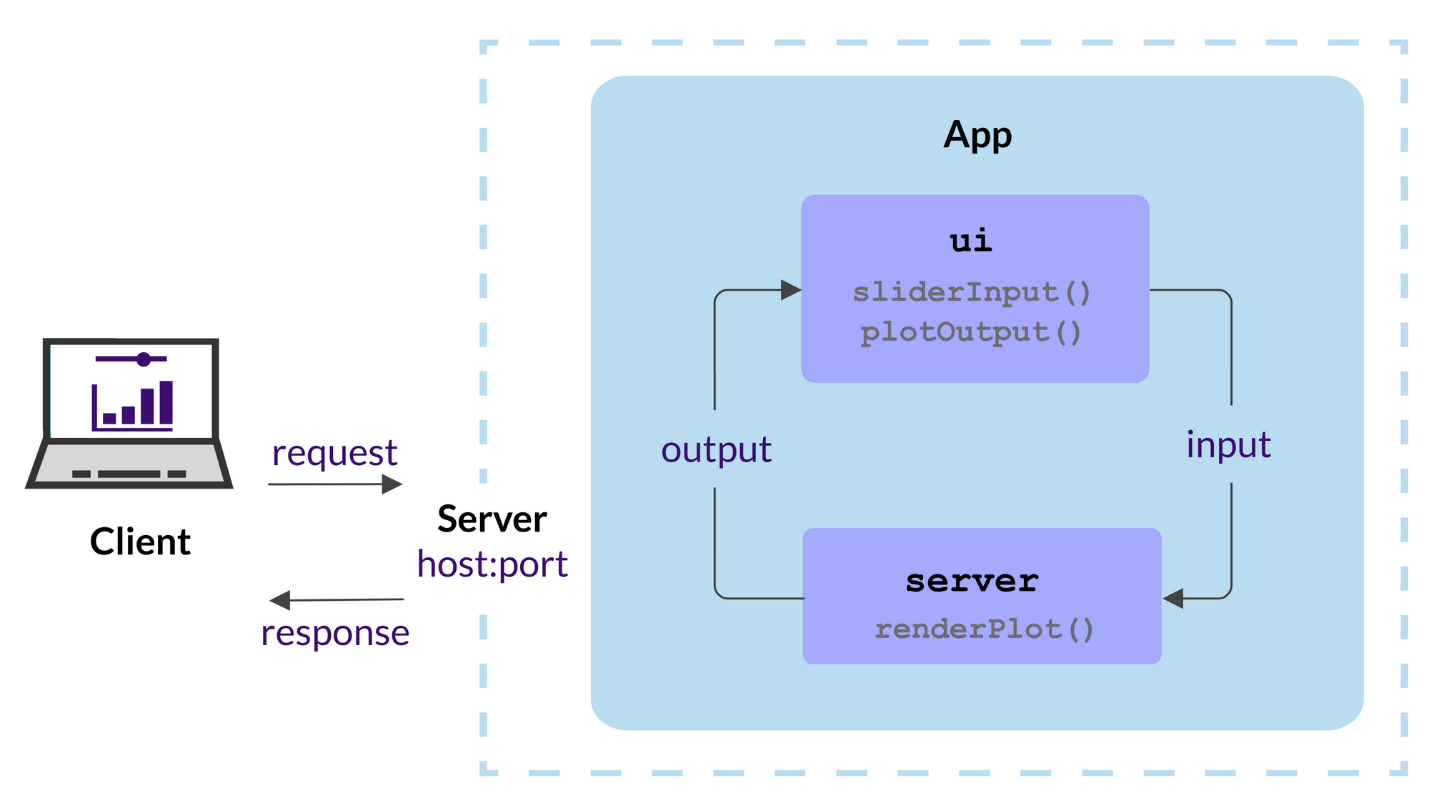 App
ui
sliderInput()
plotOutput()
output
input
request
Server
host:port
Client
response
server
renderPlot()